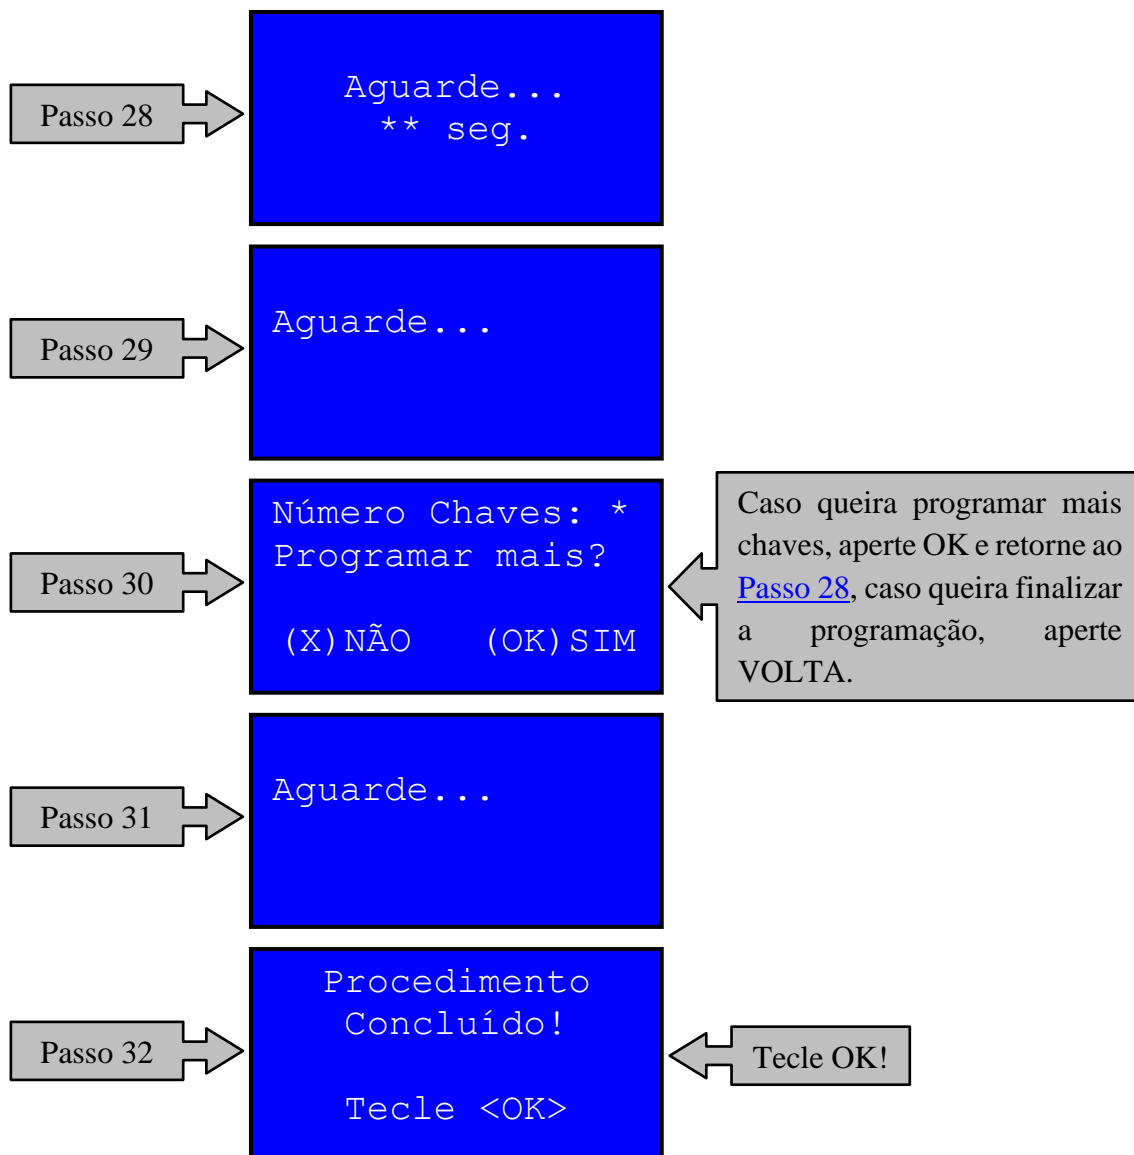 Passo 28
Aguarde...
** seg.
Passo 29
Aguarde...
Passo 30
Número Chaves: *
Programar mais?
(X)NÃO (OK)SIM
Caso queira programar mais
chaves, aperte OK e retorne ao
Passo 28, caso queira finalizar
a programação, aperte
VOLTA.
Passo 31
Aguarde...
Passo 32
Procedimento
Concluído!
Tecle <OK>
Tecle OK!